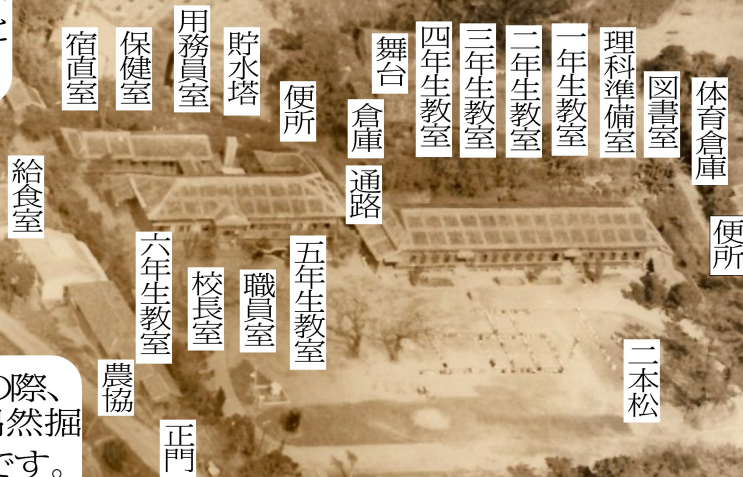 宿直室
保健室
用務員室
貯水塔
便所
舞台
倉庫
通路
四年生教室
三年生教室
二年生教室
一年生教室
理科準備室
図書室
体育倉庫
便所
給食室
六年生教室
校長室
職員室
五年生教室
二本松
農協
正門
の際、
然掘
です。